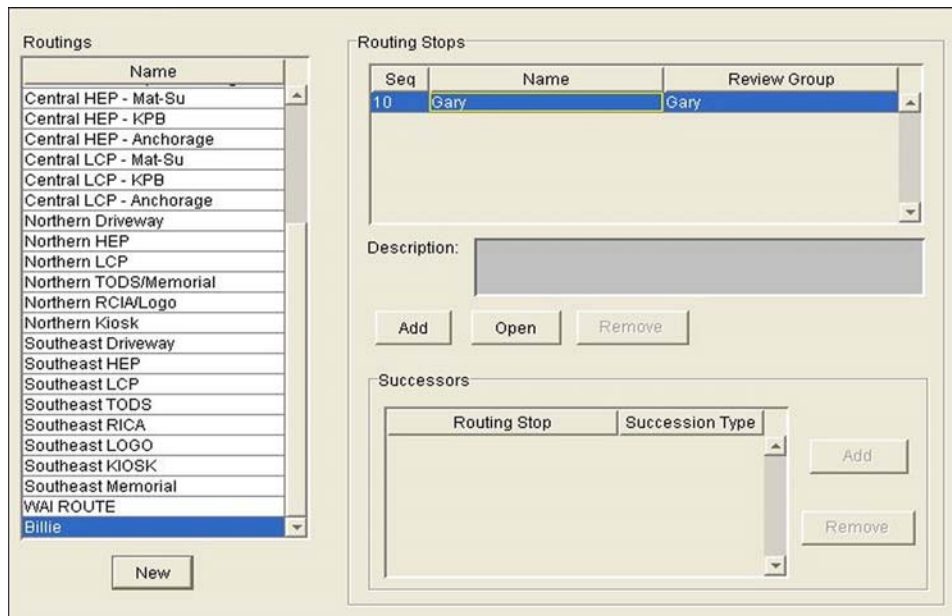 Routings
Name
Central HEP - Mat-Su
Central HEP - KPB
Central HEP - Anchorage
Central LCP - Mat-Su
Central LCP - KPB
Central LCP - Anchorage
Northern Driveway
Northern HEP
Northern LCP
Northern TODS/Memorial
Northern RCIA/Logo
Northern Kiosk
Southeast Driveway
Southeast HEP
Southeast LCP
Southeast TODS
Southeast RICA
Southeast LOGO
Southeast KIOSK
Southeast Memorial
WAI ROUTE
Billie
New
Routing Stops
Seq Name Review Group
10 Gary Gary
Description:
Add Open Remove
Successors
Routing Stop Succession Type
Add
Remove